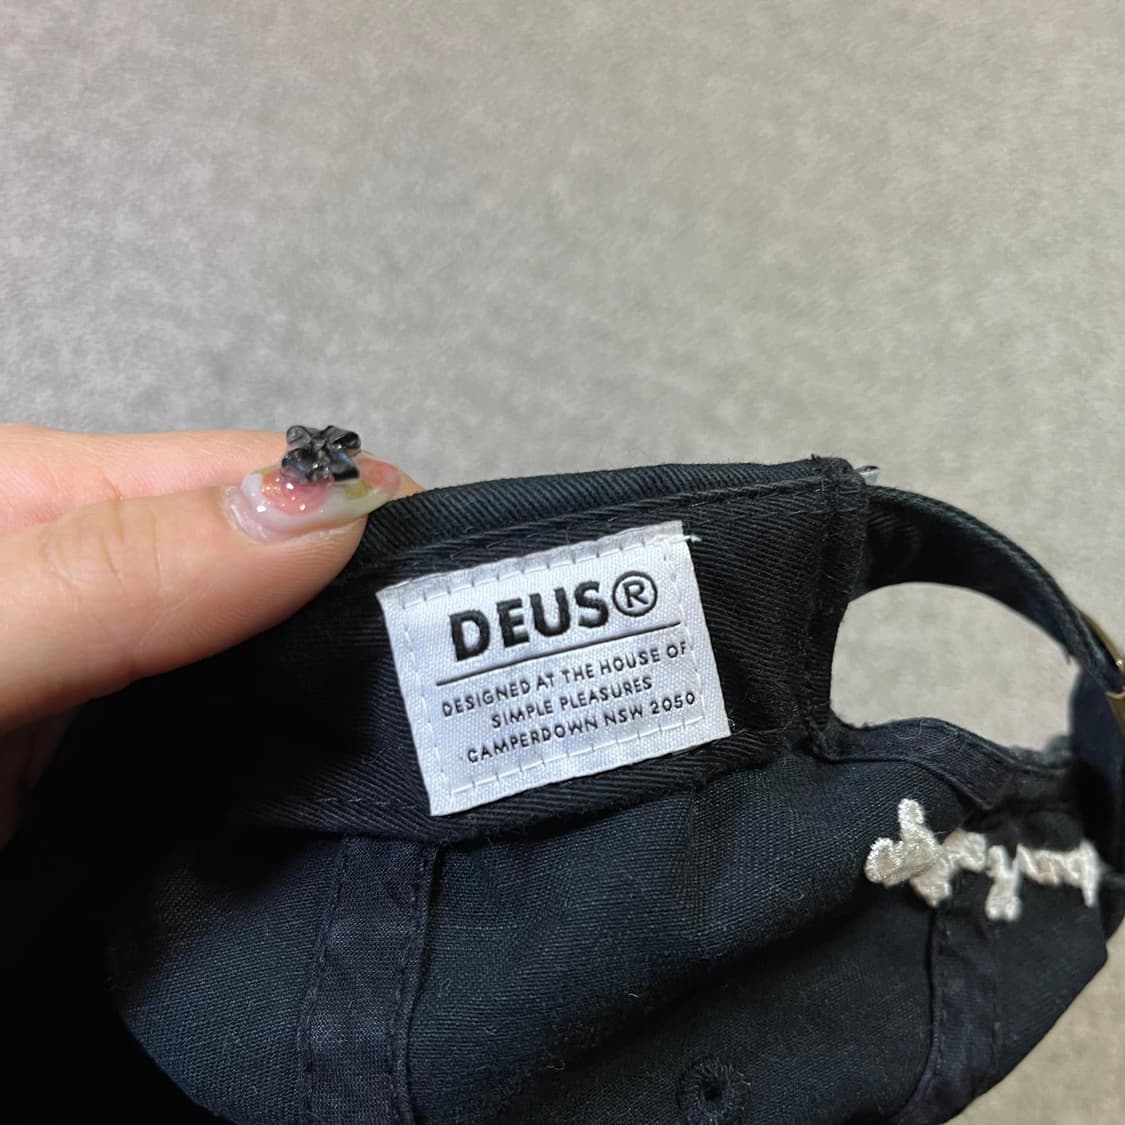 DEUS®
DESIGNED AT THE HOUSE OF
SIMPLE PLEASURES
CAMPERDOWN NSW 2050